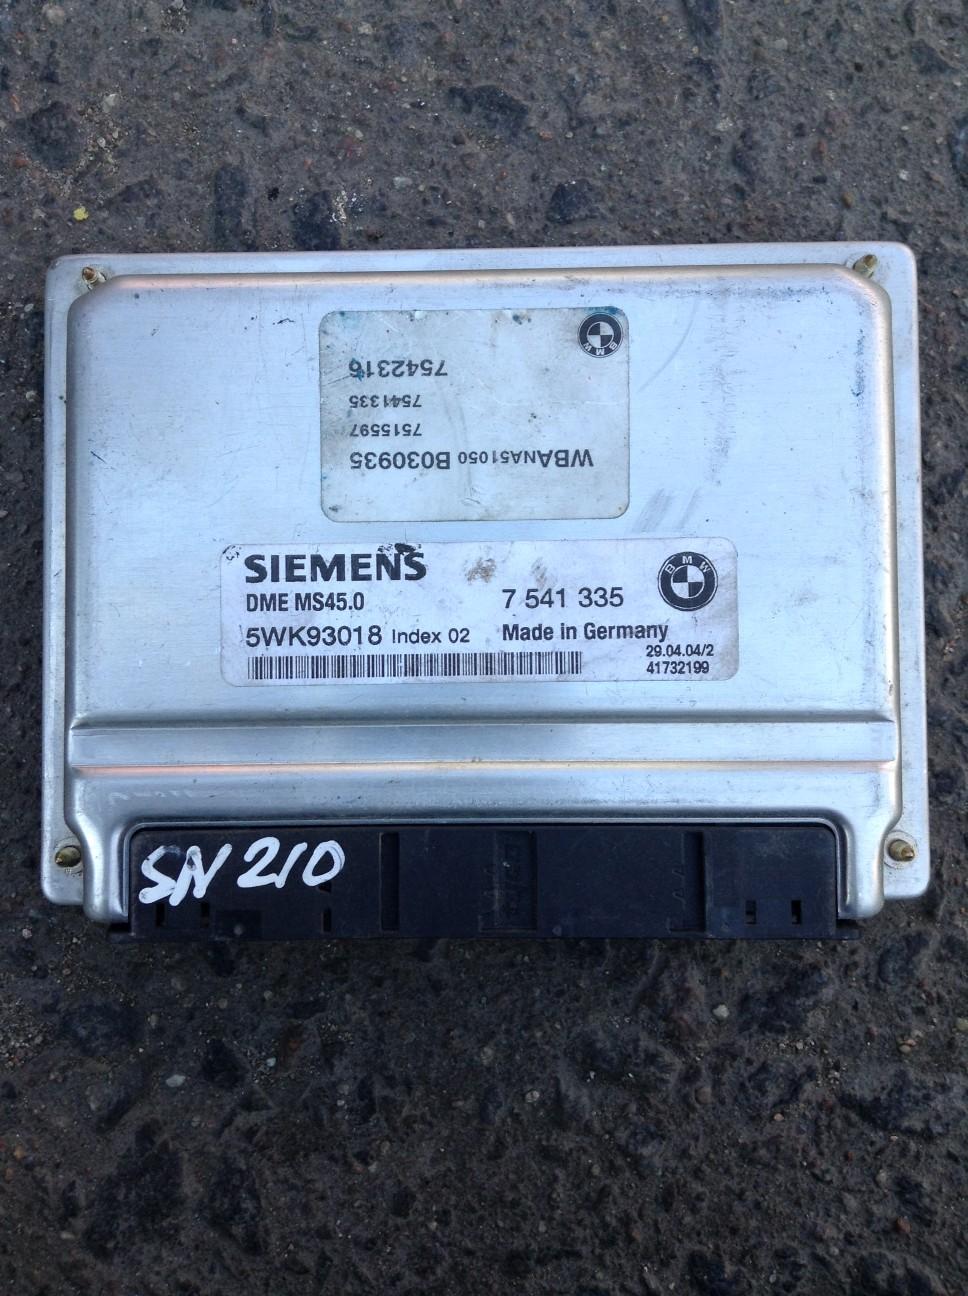 7542316
7541335
7515597
WBANA51050 B030935
SIEMENS
DME MS45.0 7 541 335
BMW
5WK93018 Index 02 Made in Germany
29.04.04/2
41732199
SN 210